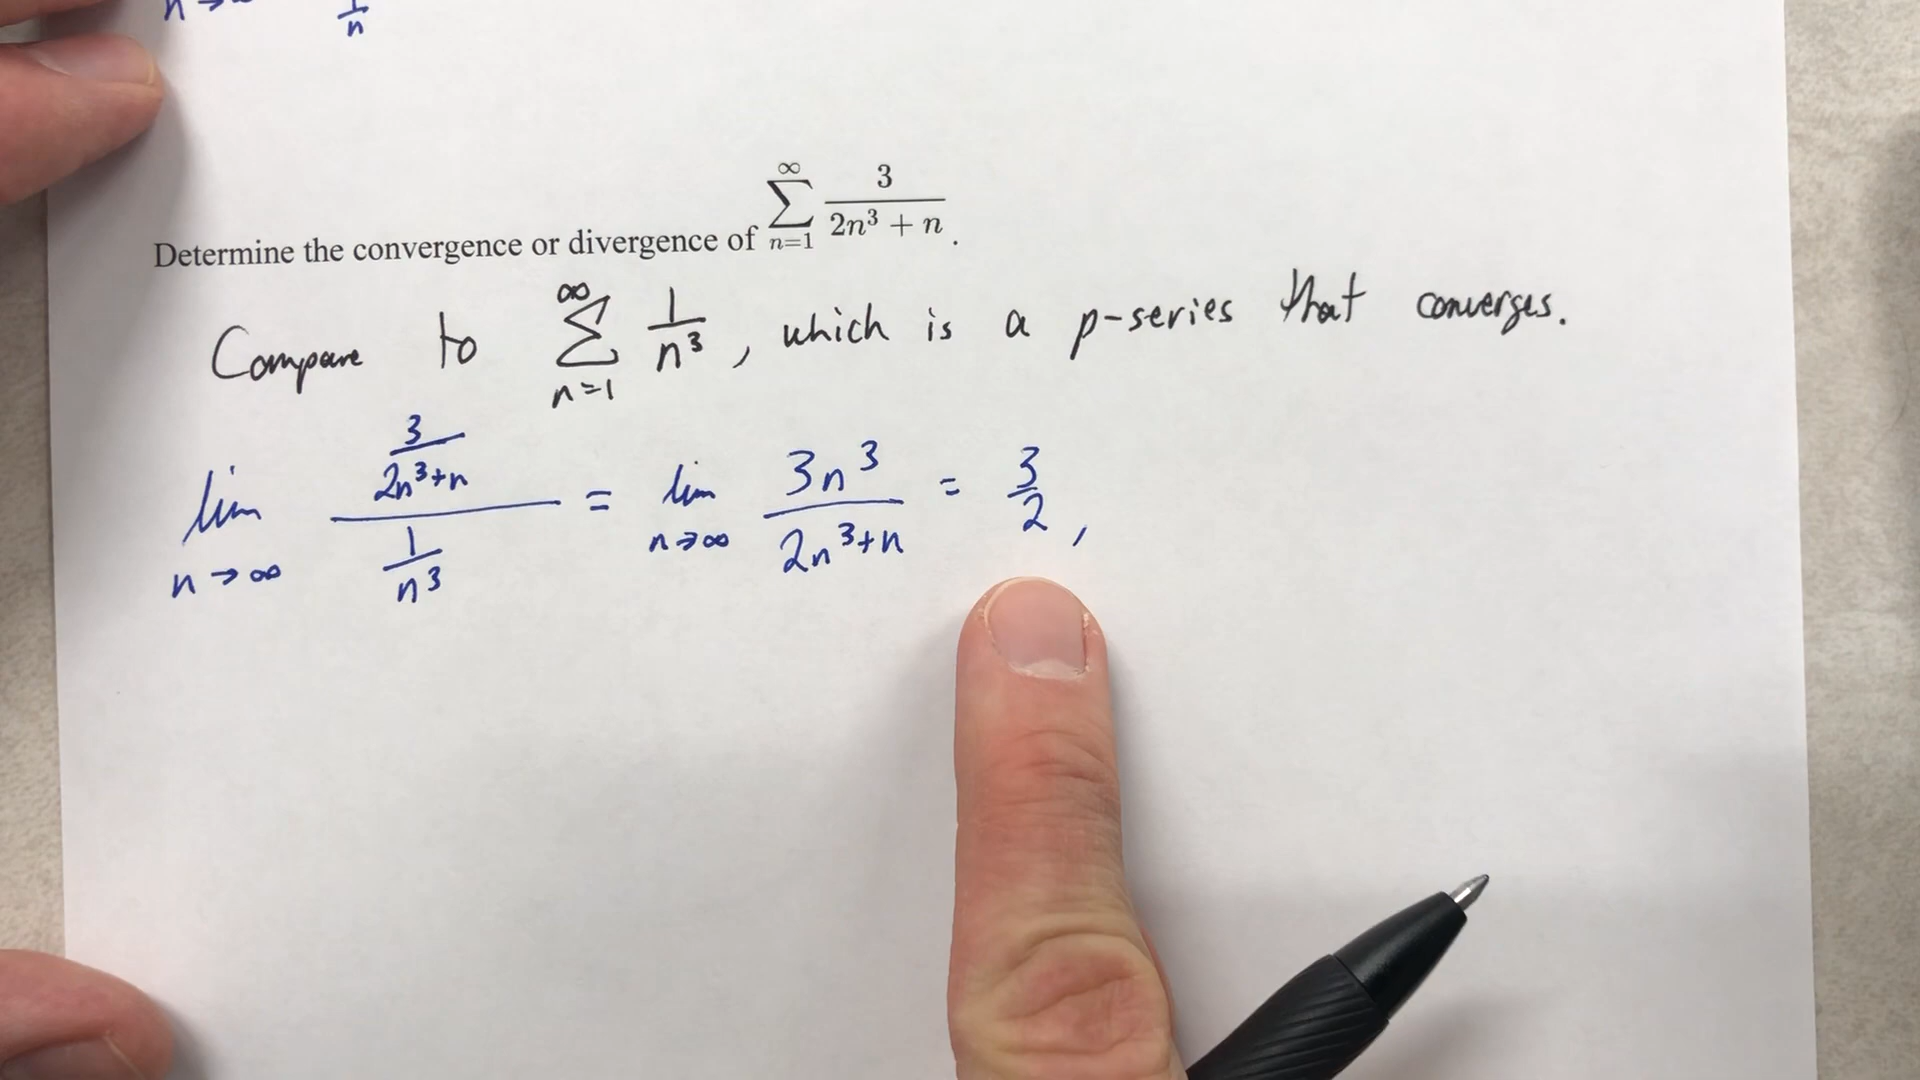 n→
1/n
Determine the convergence or divergence of ∑_{n=1}^{∞} 3/(2n³ + n).
Compare to ∑_{n=1}^{∞} 1/n³, which is a p-series that converges.
lim_{n→∞} (3/(2n³+n))/(1/n³) = lim_{n→∞} 3n³/(2n³+n) = 3/2,